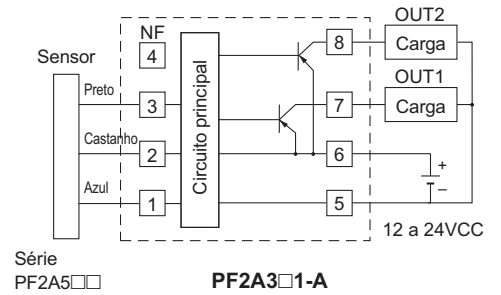 OUT2
NF
8
Carga
Sensor
4
OUT1
Preto
3
Circuito principal
7
Carga
Castanho
2
6
+
–
Azul
1
5
12 a 24VCC
Série
PF2A5□□
PF2A3□1-A